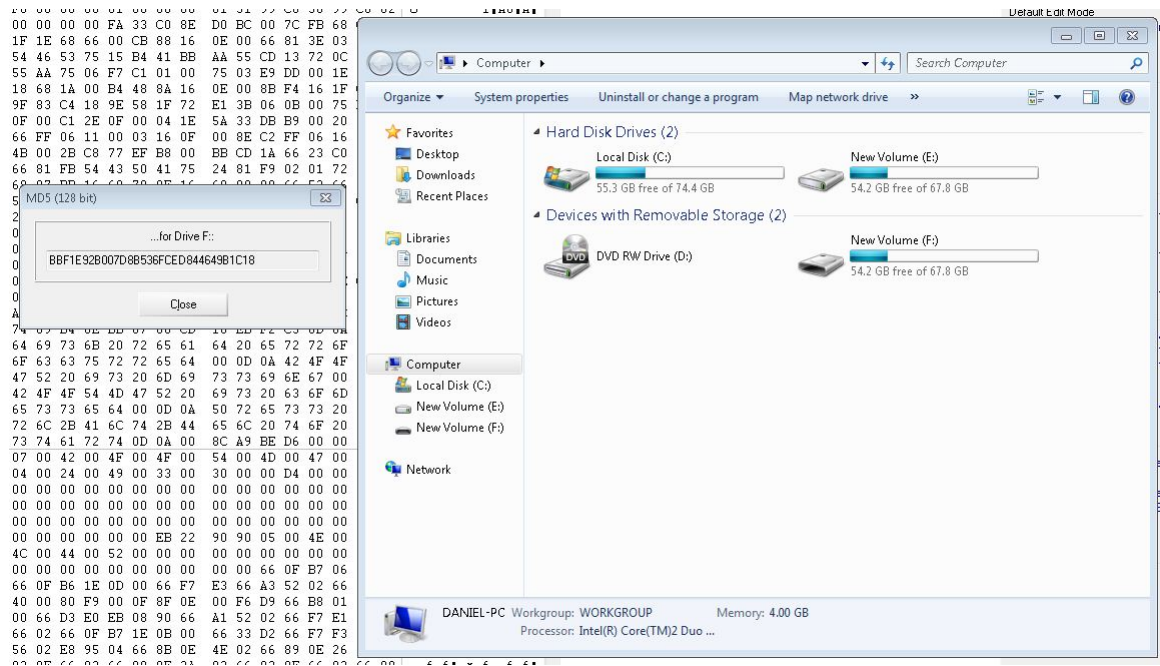 00 00 00 00 FA 33 C0 8E D0 BC 00 7C FB 68
1F 1E 68 66 00 CB 88 16 0E 00 66 81 3E 03
54 46 53 75 15 B4 41 BB AA 55 CD 13 72 0C
55 AA 75 06 F7 C1 01 00 75 03 E9 DD 00 1E
18 68 1A 00 B4 48 8A 16 0E 00 8B F4 16 1F
9F 83 C4 18 9E 58 1F 72 E1 3B 06 0B 00 75
0F 00 C1 2E 0F 00 04 1E 5A 33 DB B9 00 20
66 FF 06 11 00 03 16 0F 00 8E C2 FF 06 16
4B 00 2B C8 77 EF B8 00 BB CD 1A 66 23 C0
66 81 FB 54 43 50 41 75 24 81 F9 02 01 72
MD5 (128 bit)
...for Drive F::
BBF1E92B007D8B536FCED844649B1C18
Close
64 69 73 6B 20 72 65 61 64 20 65 72 72 6F
6F 63 63 75 72 72 65 64 00 0D 0A 42 4F 4F
47 52 20 69 73 20 6D 69 73 73 69 6E 67 00
42 4F 4F 54 4D 47 52 20 69 73 20 63 6F 6D
65 73 73 65 64 00 0D 0A 50 72 65 73 73 20
72 6C 2B 41 6C 74 2B 44 65 6C 20 74 6F 20
73 74 61 72 74 0D 0A 00 8C A9 BE D6 00 00
07 00 42 00 4F 00 4F 00 54 00 4D 00 47 00
04 00 24 00 49 00 33 00 30 00 00 D4 00 00
00 00 00 00 00 00 00 00 00 00 00 00 00 00
00 00 00 00 00 00 00 00 00 00 00 00 00 00
00 00 00 00 00 00 00 00 00 00 00 00 00 00
00 00 00 00 00 00 EB 22 90 90 05 00 4E 00
4C 00 44 00 52 00 00 00 00 00 00 00 00 00
00 00 00 00 00 00 00 00 00 00 66 0F B7 06
66 0F B6 1E 0D 00 66 F7 E3 66 A3 52 02 66
40 00 80 F9 00 0F 8F 0E 00 F6 D9 66 B8 01
00 66 D3 E0 EB 08 90 66 A1 52 02 66 F7 E1
66 02 66 0F B7 1E 0B 00 66 33 D2 66 F7 F3
56 02 E8 95 04 66 8B 0E 4E 02 66 89 0E 26
Default Edit Mode
Computer
Search Computer
Organize System properties Uninstall or change a program Map network drive »
Favorites
Desktop
Downloads
Recent Places
Libraries
Documents
Music
Pictures
Videos
Computer
Local Disk (C:)
New Volume (E:)
New Volume (F:)
Network
Hard Disk Drives (2)
Local Disk (C:)
55.3 GB free of 74.4 GB
New Volume (E:)
54.2 GB free of 67.8 GB
Devices with Removable Storage (2)
DVD
DVD RW Drive (D:)
New Volume (F:)
54.2 GB free of 67.8 GB
DANIEL-PC Workgroup: WORKGROUP Memory: 4.00 GB
Processor: Intel(R) Core(TM)2 Duo ...